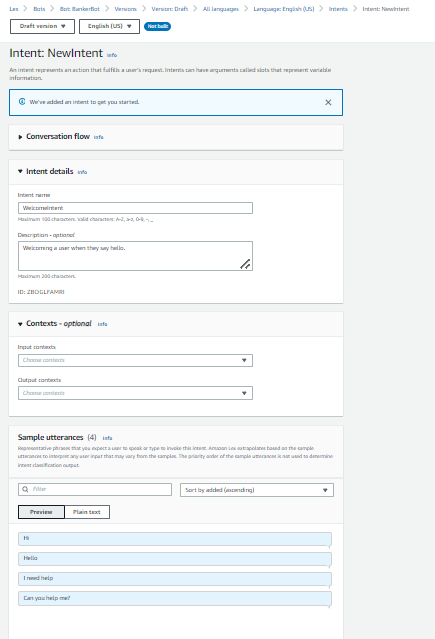 Lex > Bots > Bot: BankerBot > Versions > Version: Draft > All languages > Language: English (US) > Intents > Intent: NewIntent
Draft version English (US) Not built
Intent: NewIntent Info
An intent represents an action that fulfills a user's request. Intents can have arguments called slots that represent variable
information.
We've added an intent to get you started.
Conversation flow Info
Intent details Info
Intent name
WelcomeIntent
Maximum 100 characters. Valid characters: A-Z, a-z, 0-9, -, _
Description - optional
Welcoming a user when they say hello.
Maximum 200 characters.
ID: ZBOGLFAMRI
Contexts - optional Info
Input contexts
Choose contexts
Output contexts
Choose contexts
Sample utterances (4) Info
Representative phrases that you expect a user to speak or type to invoke this intent. Amazon Lex extrapolates based on the sample
utterances to interpret any user input that may vary from the samples. The priority order of the sample utterances is not used to determine
intent classification output.
Filter Sort by added (ascending)
Preview Plain text
Hi
Hello
I need help
Can you help me?